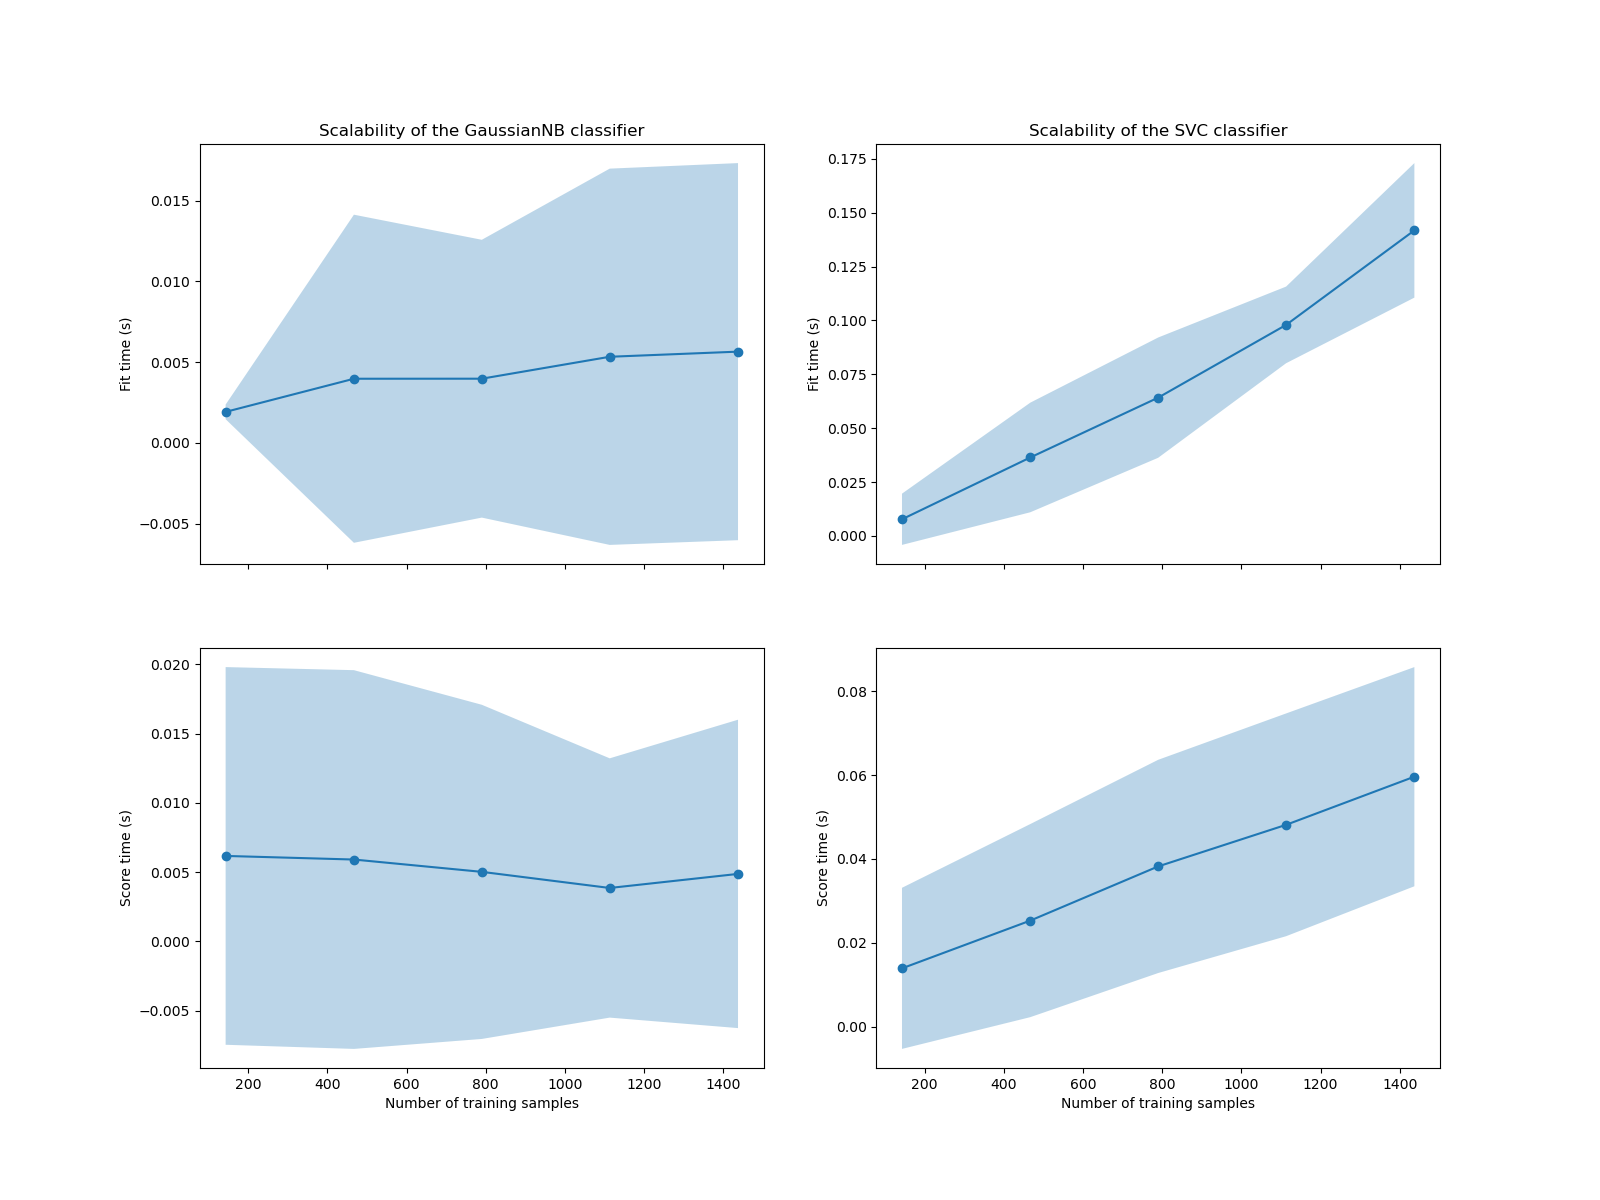 Scalability of the GaussianNB classifier
Fit time (s)
0.015
0.010
0.005
0.000
−0.005
Scalability of the SVC classifier
Fit time (s)
0.175
0.150
0.125
0.100
0.075
0.050
0.025
0.000
Score time (s)
0.020
0.015
0.010
0.005
0.000
−0.005
200 400 600 800 1000 1200 1400
Number of training samples
Score time (s)
0.08
0.06
0.04
0.02
0.00
200 400 600 800 1000 1200 1400
Number of training samples